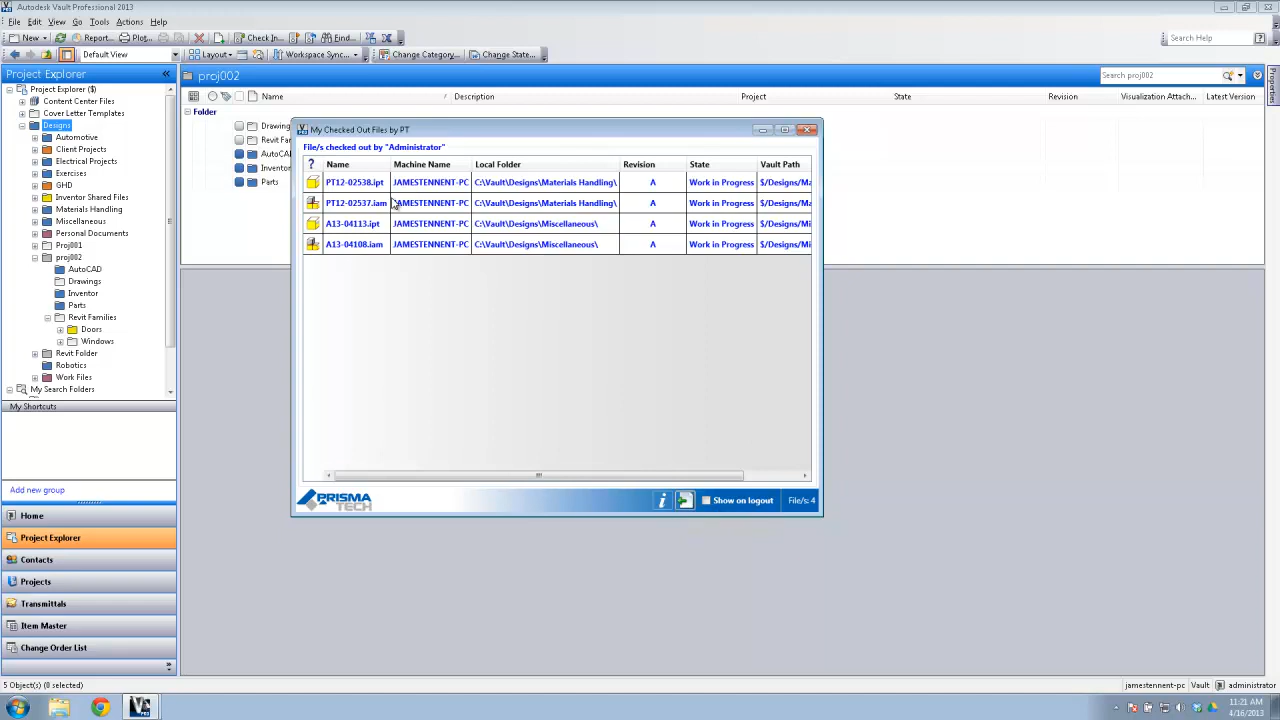 Autodesk Vault Professional 2013
File Edit View Go Tools Actions Help
New Report... Plot... Check In... Find... Search Help
Default View Layout Workspace Sync... Change Category... Change State...
Project Explorer « proj002 Search proj002
Properties
Name Description Project State Revision Visualization Attach... Latest Version
Folder
Project Explorer ($)
Content Center Files
Cover Letter Templates
Designs
Automotive
Client Projects
Electrical Projects
Exercises
GHD
Inventor Shared Files
Materials Handling
Miscellaneous
Personal Documents
Proj001
proj002
AutoCAD
Drawings
Inventor
Parts
Revit Families
Doors
Windows
Revit Folder
Robotics
Work Files
My Search Folders
My Shortcuts
Add new group
Home
Project Explorer
Contacts
Projects
Transmittals
Item Master
Change Order List
»
Drawing
Revit Fa
AutoCA
Invento
Parts
My Checked Out Files by PT
File/s checked out by "Administrator"
? Name Machine Name Local Folder Revision State Vault Path
PT12-02538.ipt JAMESTENNENT-PC C:\Vault\Designs\Materials Handling\ A Work in Progress $/Designs/Ma
PT12-02537.iam JAMESTENNENT-PC C:\Vault\Designs\Materials Handling\ A Work in Progress $/Designs/Ma
A13-04113.ipt JAMESTENNENT-PC C:\Vault\Designs\Miscellaneous\ A Work in Progress $/Designs/Mi
A13-04108.iam JAMESTENNENT-PC C:\Vault\Designs\Miscellaneous\ A Work in Progress $/Designs/Mi
PRISMA TECH i Show on logout File/s: 4
5 Object(s) (0 selected) jamestennent-pc Vault administrator
11:21 AM
4/16/2013